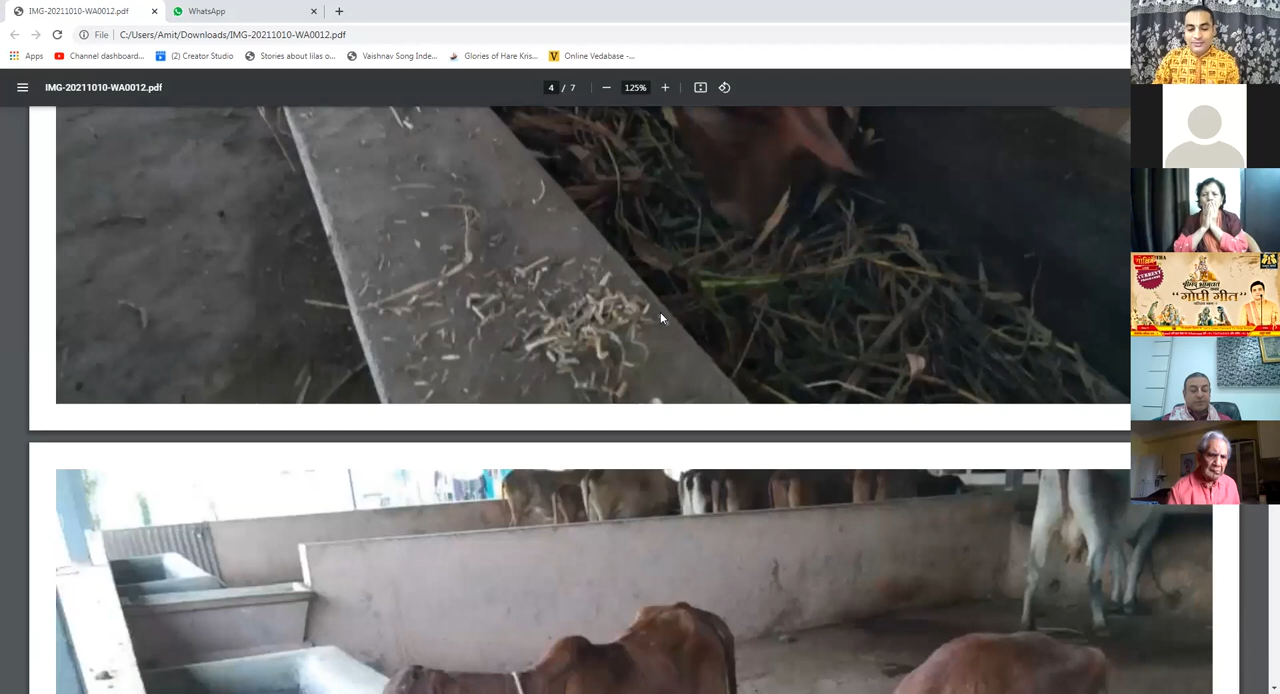 IMG-20211010-WA0012.pdf
WhatsApp
File
C:/Users/Amit/Downloads/IMG-20211010-WA0012.pdf
Apps
Channel dashboard...
(2) Creator Studio
Stories about lilas o...
Vaishnav Song Inde...
Glories of Hare Kris...
Online Vedabase -...
IMG-20211010-WA0012.pdf
4 / 7
125%
"गोपी गीत"